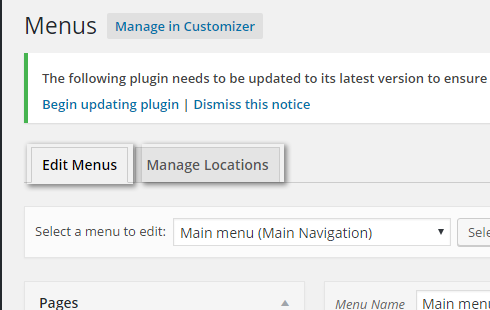 Menus Manage in Customizer
The following plugin needs to be updated to its latest version to ensure
Begin updating plugin | Dismiss this notice
Edit Menus Manage Locations
Select a menu to edit: Main menu (Main Navigation) Sele
Pages Menu Name Main menu